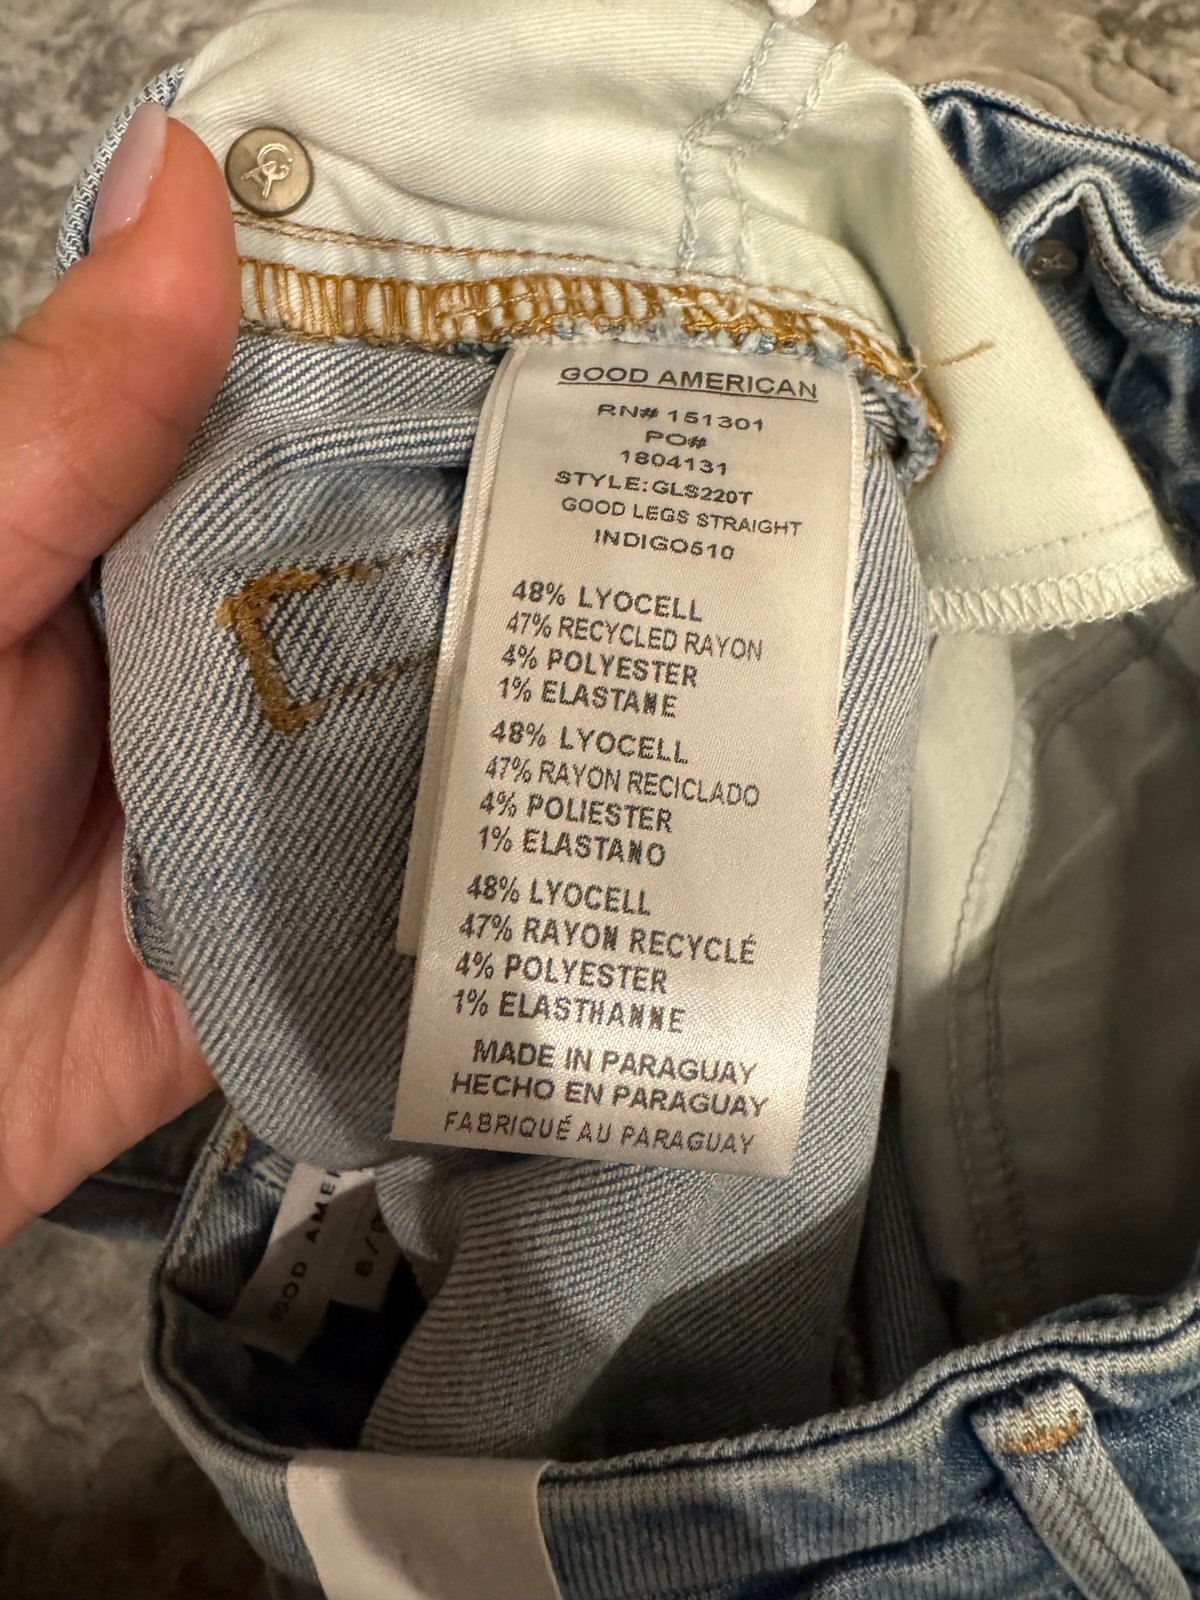 GOOD AMERICAN
RN# 151301
PO#
1804131
STYLE:GLS220T
GOOD LEGS STRAIGHT
INDIGO510
48% LYOCELL
47% RECYCLED RAYON
4% POLYESTER
1% ELASTANE
48% LYOCELL
47% RAYON RECICLADO
4% POLIESTER
1% ELASTANO
48% LYOCELL
47% RAYON RECYCLÉ
4% POLYESTER
1% ELASTHANNE
MADE IN PARAGUAY
HECHO EN PARAGUAY
FABRIQUÉ AU PARAGUAY